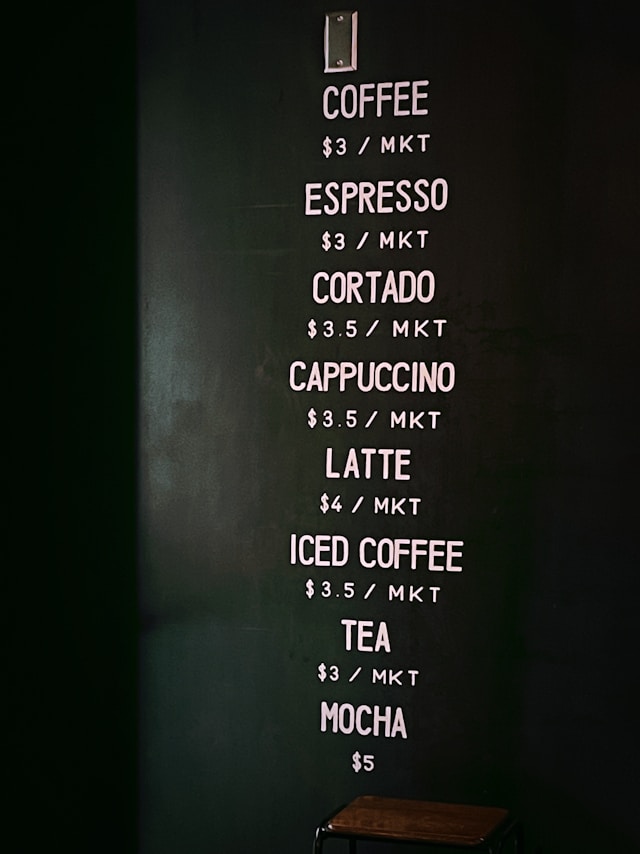 COFFEE
$3 / MKT
ESPRESSO
$3 / MKT
CORTADO
$3.5 / MKT
CAPPUCCINO
$3.5 / MKT
LATTE
$4 / MKT
ICED COFFEE
$3.5 / MKT
TEA
$3 / MKT
MOCHA
$5